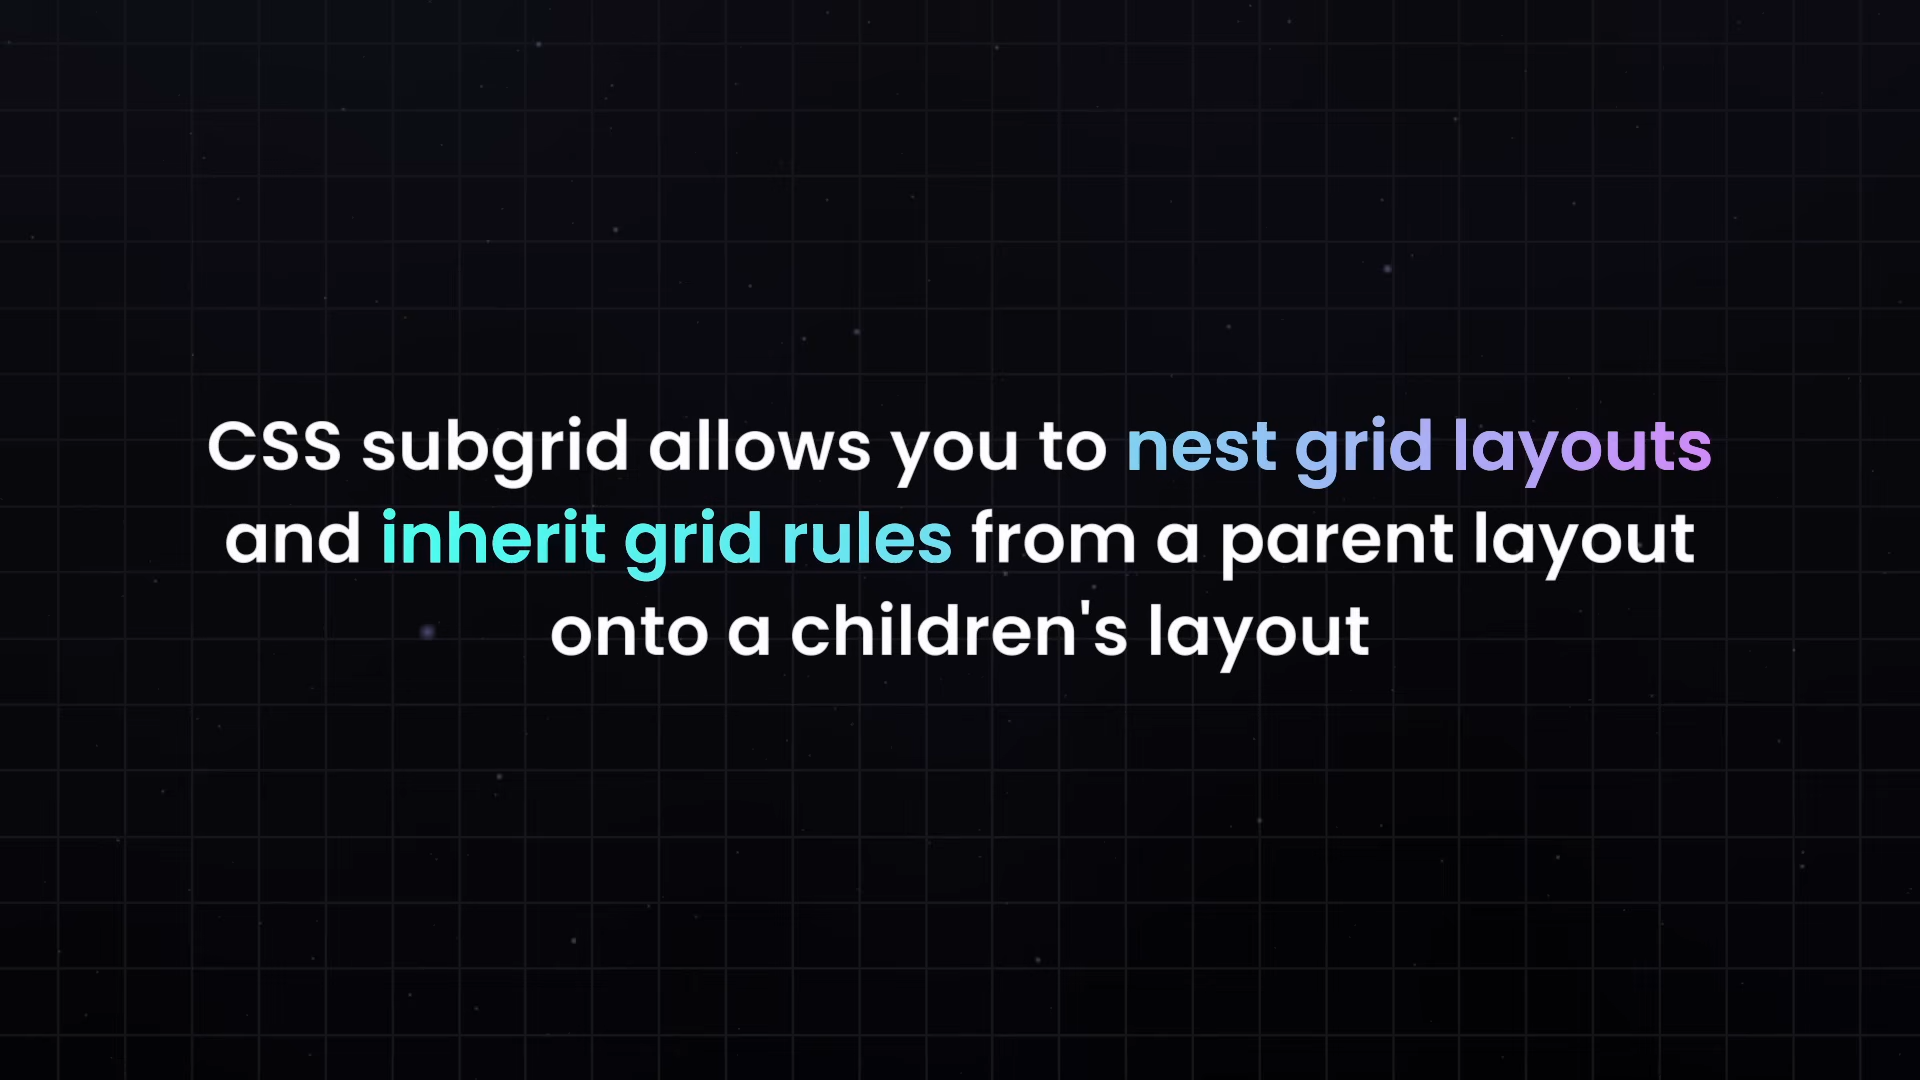 CSS subgrid allows you to nest grid layouts
and inherit grid rules from a parent layout
onto a children's layout